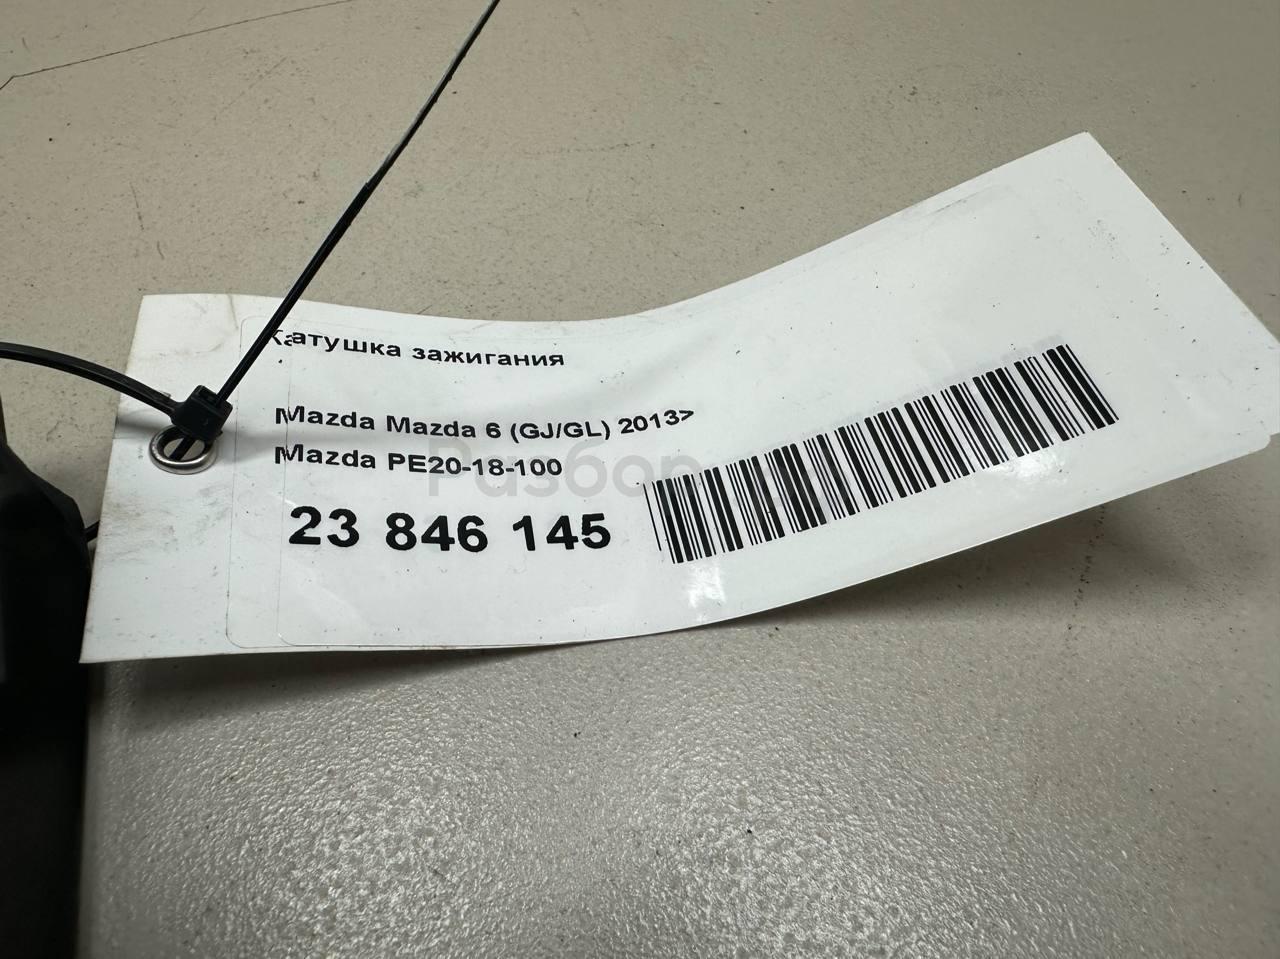 Катушка зажигания
Mazda Mazda 6 (GJ/GL) 2013>
Mazda PE20-18-100
23 846 145